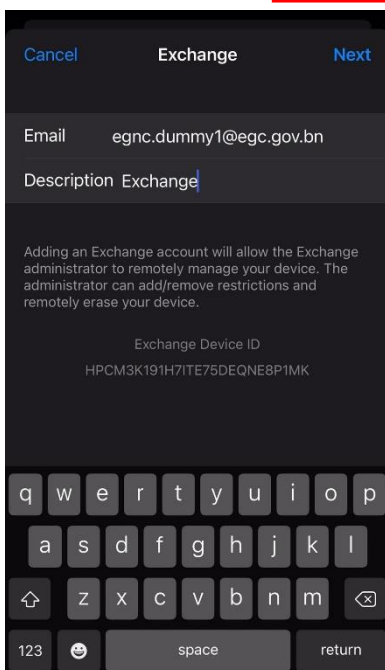 Cancel Exchange Next
Email egnc.dummy1@egc.gov.bn
Description Exchange
Adding an Exchange account will allow the Exchange
administrator to remotely manage your device. The
administrator can add/remove restrictions and
remotely erase your device.
Exchange Device ID
HPCM3K191H7ITE75DEQNE8P1MK
q w e r t y u i o p
a s d f g h j k l
z x c v b n m
123 space return